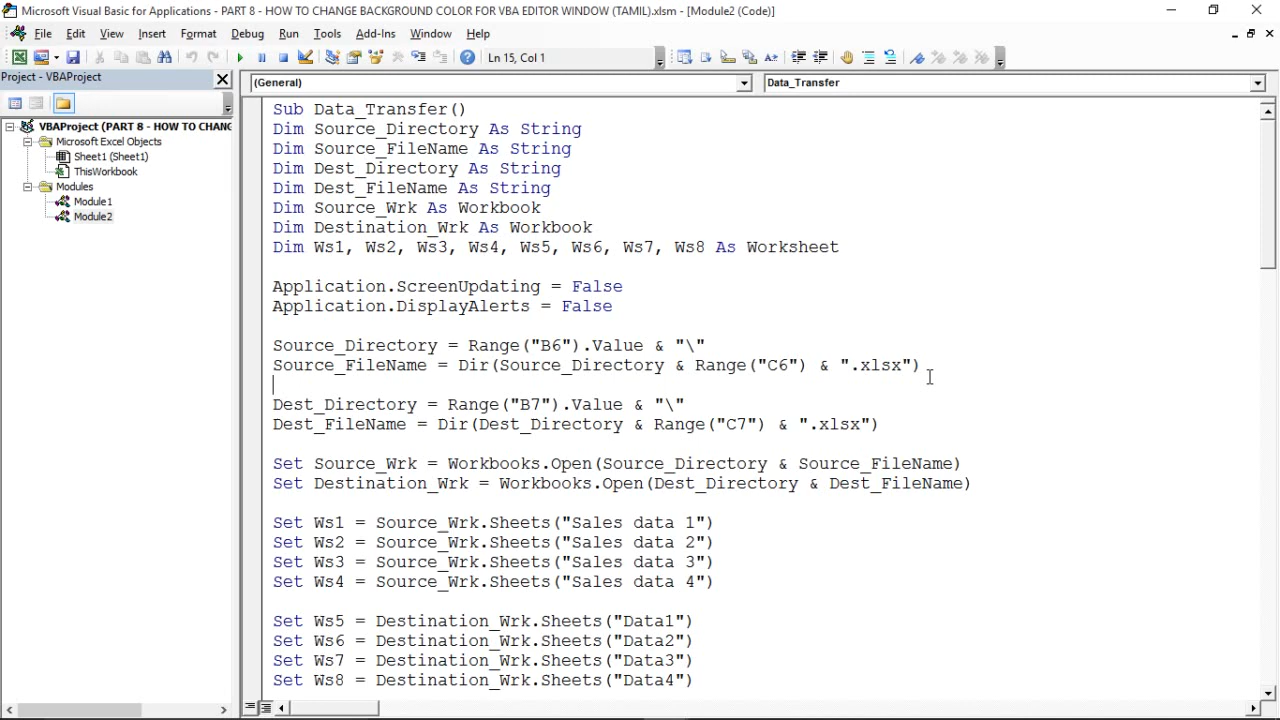 Microsoft Visual Basic for Applications - PART 8 - HOW TO CHANGE BACKGROUND COLOR FOR VBA EDITOR WINDOW (TAMIL).xlsm - [Module2 (Code)]
File Edit View Insert Format Debug Run Tools Add-Ins Window Help
Ln 15, Col 1
Project - VBAProject
(General)
Data_Transfer
VBAProject (PART 8 - HOW TO CHANG
Microsoft Excel Objects
Sheet1 (Sheet1)
ThisWorkbook
Modules
Module1
Module2
Sub Data_Transfer()
Dim Source_Directory As String
Dim Source_FileName As String
Dim Dest_Directory As String
Dim Dest_FileName As String
Dim Source_Wrk As Workbook
Dim Destination_Wrk As Workbook
Dim Ws1, Ws2, Ws3, Ws4, Ws5, Ws6, Ws7, Ws8 As Worksheet
Application.ScreenUpdating = False
Application.DisplayAlerts = False
Source_Directory = Range("B6").Value & "\"
Source_FileName = Dir(Source_Directory & Range("C6") & ".xlsx")
Dest_Directory = Range("B7").Value & "\"
Dest_FileName = Dir(Dest_Directory & Range("C7") & ".xlsx")
Set Source_Wrk = Workbooks.Open(Source_Directory & Source_FileName)
Set Destination_Wrk = Workbooks.Open(Dest_Directory & Dest_FileName)
Set Ws1 = Source_Wrk.Sheets("Sales data 1")
Set Ws2 = Source_Wrk.Sheets("Sales data 2")
Set Ws3 = Source_Wrk.Sheets("Sales data 3")
Set Ws4 = Source_Wrk.Sheets("Sales data 4")
Set Ws5 = Destination_Wrk.Sheets("Data1")
Set Ws6 = Destination_Wrk.Sheets("Data2")
Set Ws7 = Destination_Wrk.Sheets("Data3")
Set Ws8 = Destination_Wrk.Sheets("Data4")